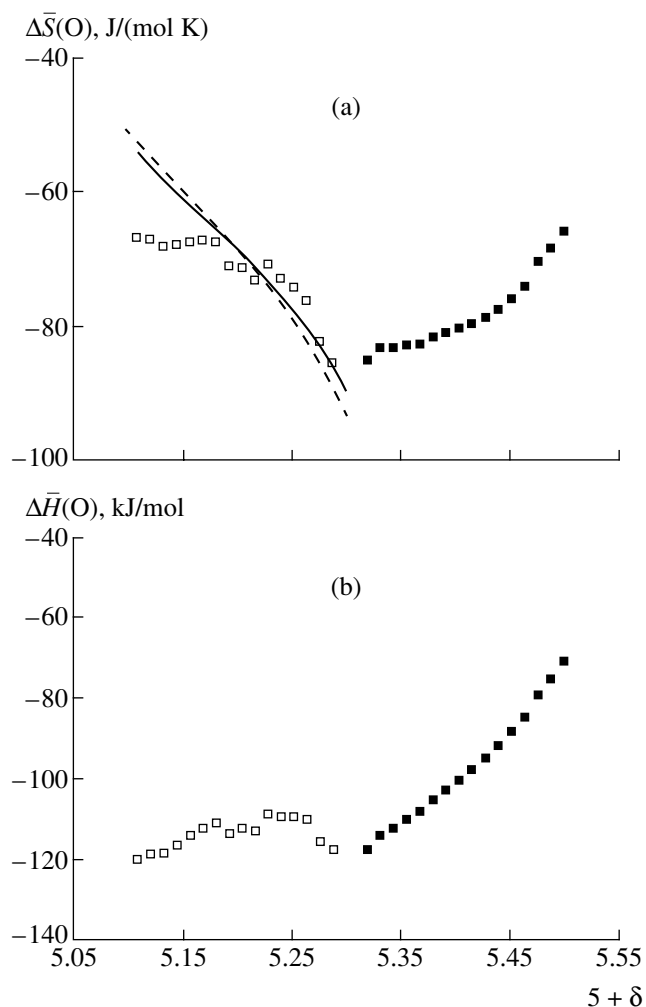 ΔS̄(O), J/(mol K)
−40
(a)
−60
−80
−100
ΔH̄(O), kJ/mol
−40
(b)
−60
−80
−100
−120
−140
5.05 5.15 5.25 5.35 5.45 5.55
5 + δ